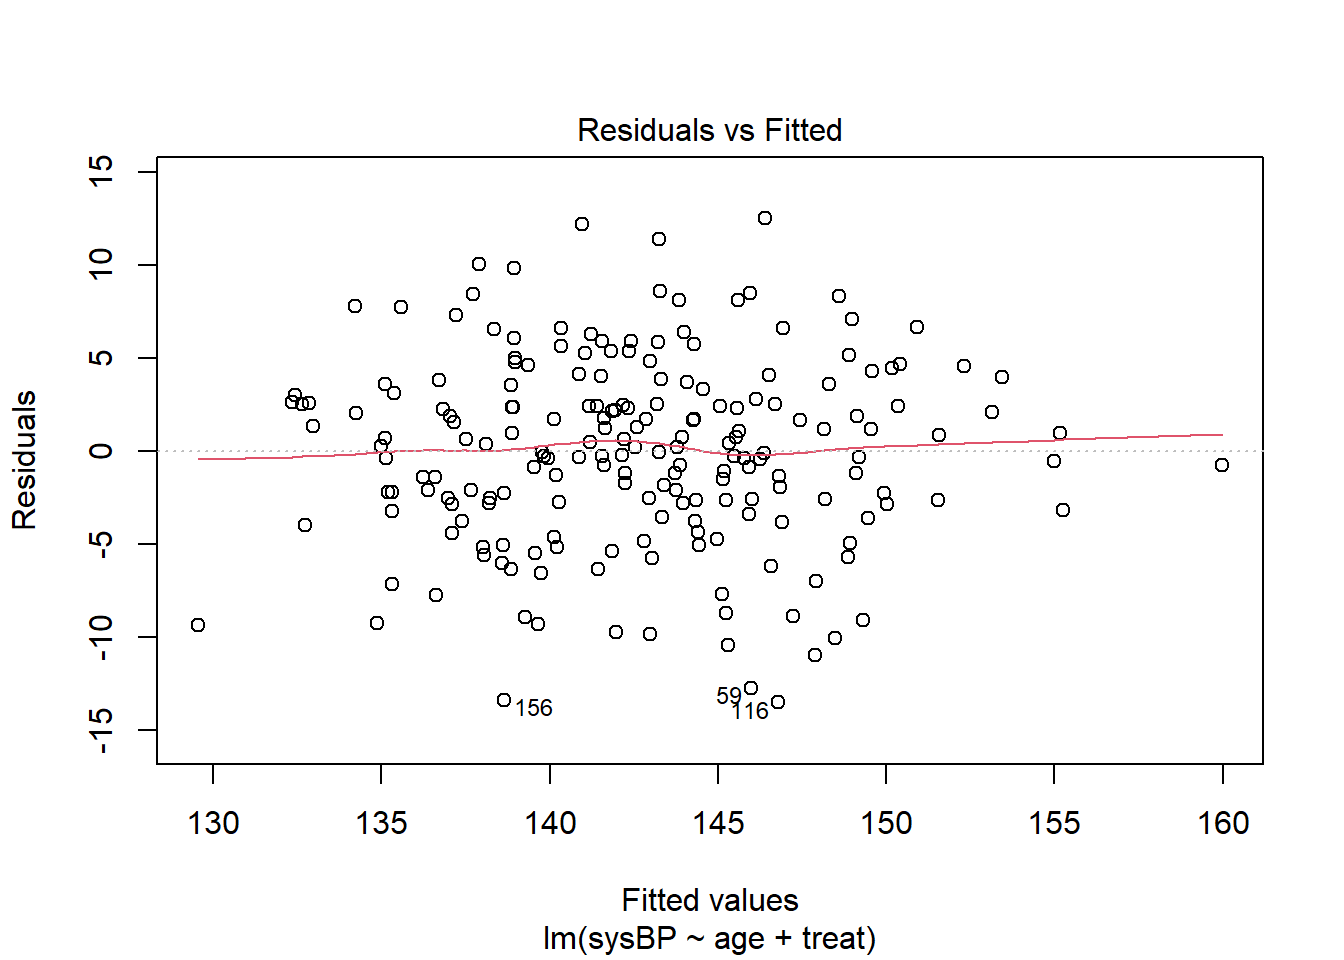 Residuals vs Fitted
Residuals
15
10
5
0
-5
-10
-15
156
59
116
130 135 140 145 150 155 160
Fitted values
lm(sysBP ~ age + treat)